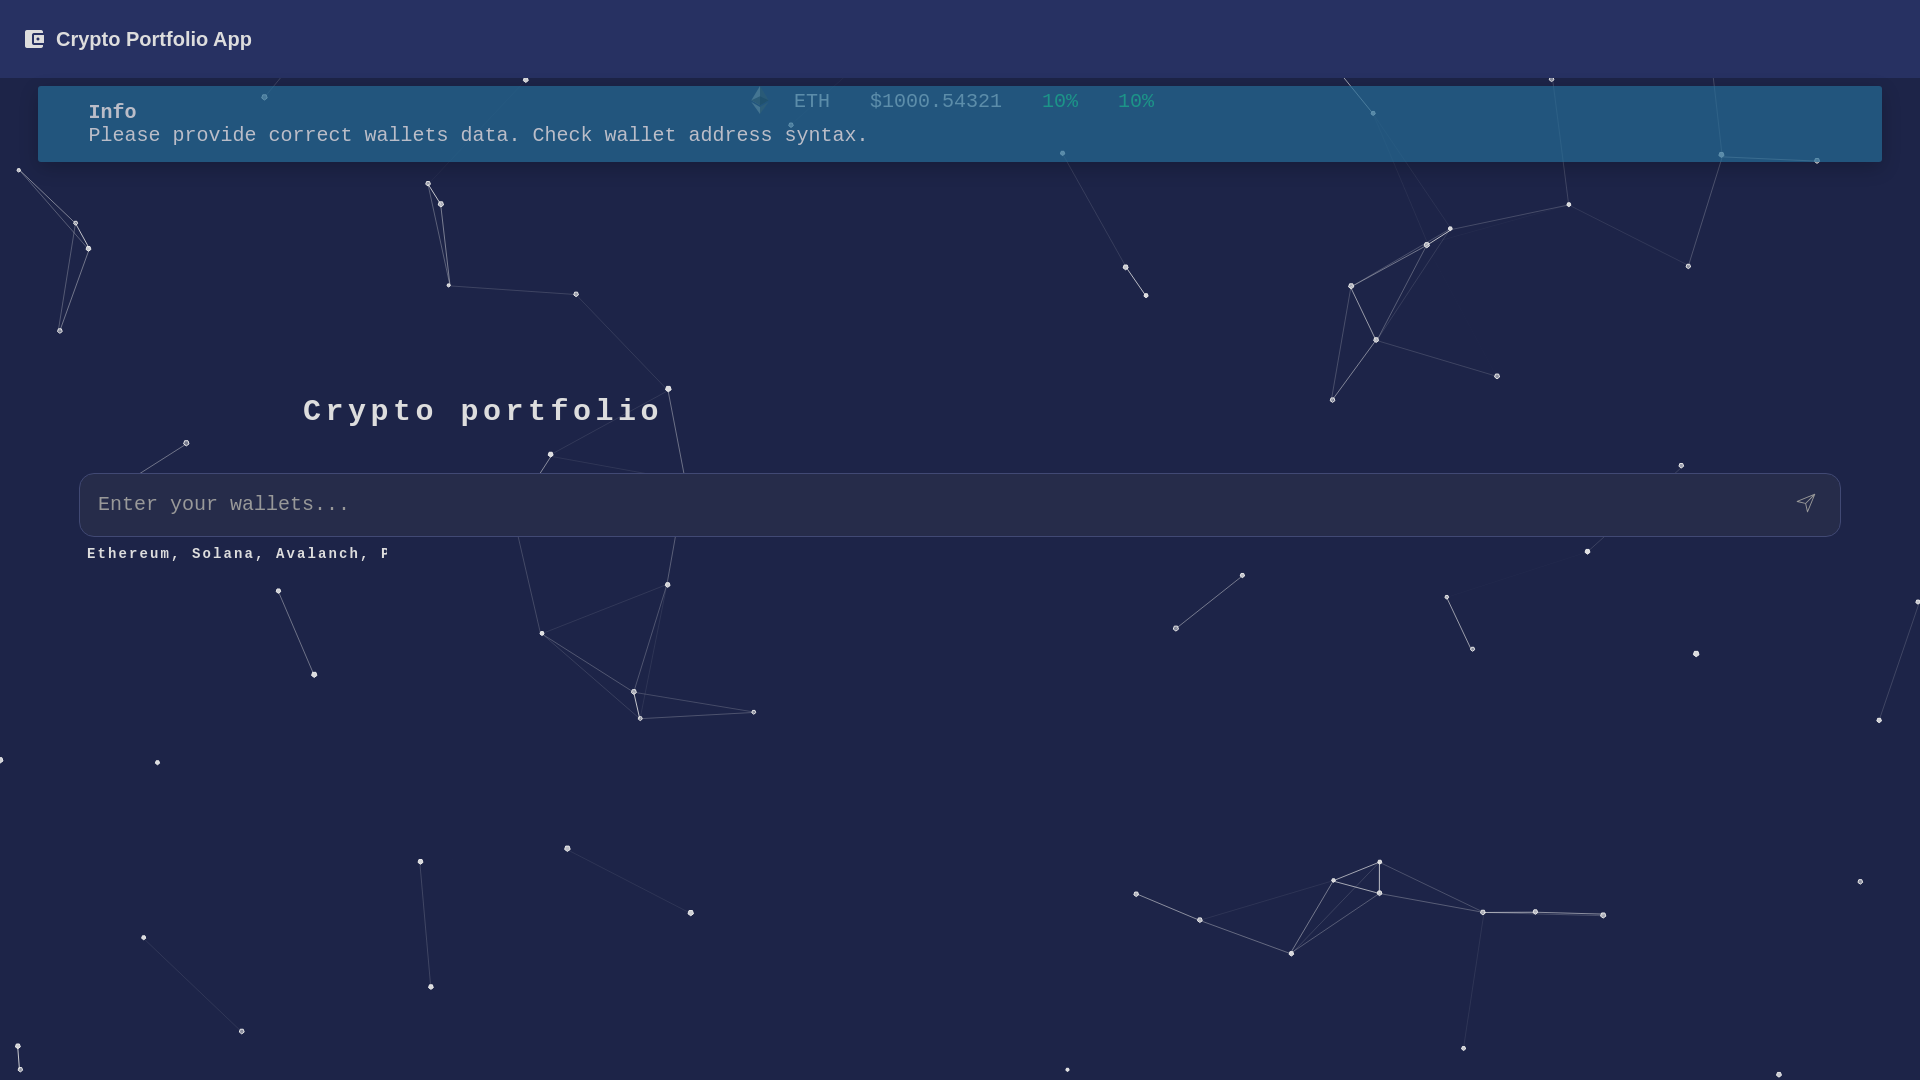 Crypto Portfolio App
ETH $1000.54321 10% 10%
Info
Please provide correct wallets data. Check wallet address syntax.
Crypto portfolio
Enter your wallets...
Ethereum, Solana, Avalanch,